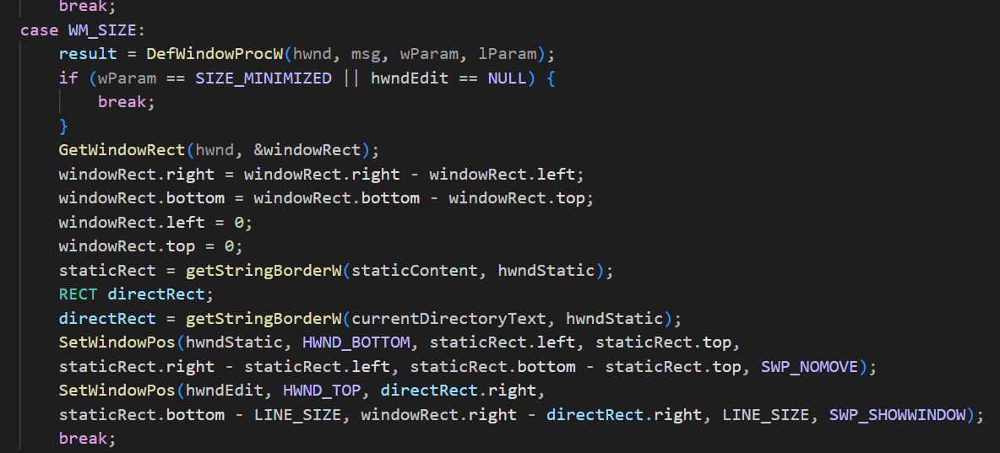 break;
case WM_SIZE:
result = DefWindowProcW(hwnd, msg, wParam, lParam);
if (wParam == SIZE_MINIMIZED || hwndEdit == NULL) {
break;
}
GetWindowRect(hwnd, &windowRect);
windowRect.right = windowRect.right - windowRect.left;
windowRect.bottom = windowRect.bottom - windowRect.top;
windowRect.left = 0;
windowRect.top = 0;
staticRect = getStringBorderW(staticContent, hwndStatic);
RECT directRect;
directRect = getStringBorderW(currentDirectoryText, hwndStatic);
SetWindowPos(hwndStatic, HWND_BOTTOM, staticRect.left, staticRect.top,
staticRect.right - staticRect.left, staticRect.bottom - staticRect.top, SWP_NOMOVE);
SetWindowPos(hwndEdit, HWND_TOP, directRect.right,
staticRect.bottom - LINE_SIZE, windowRect.right - directRect.right, LINE_SIZE, SWP_SHOWWINDOW);
break;